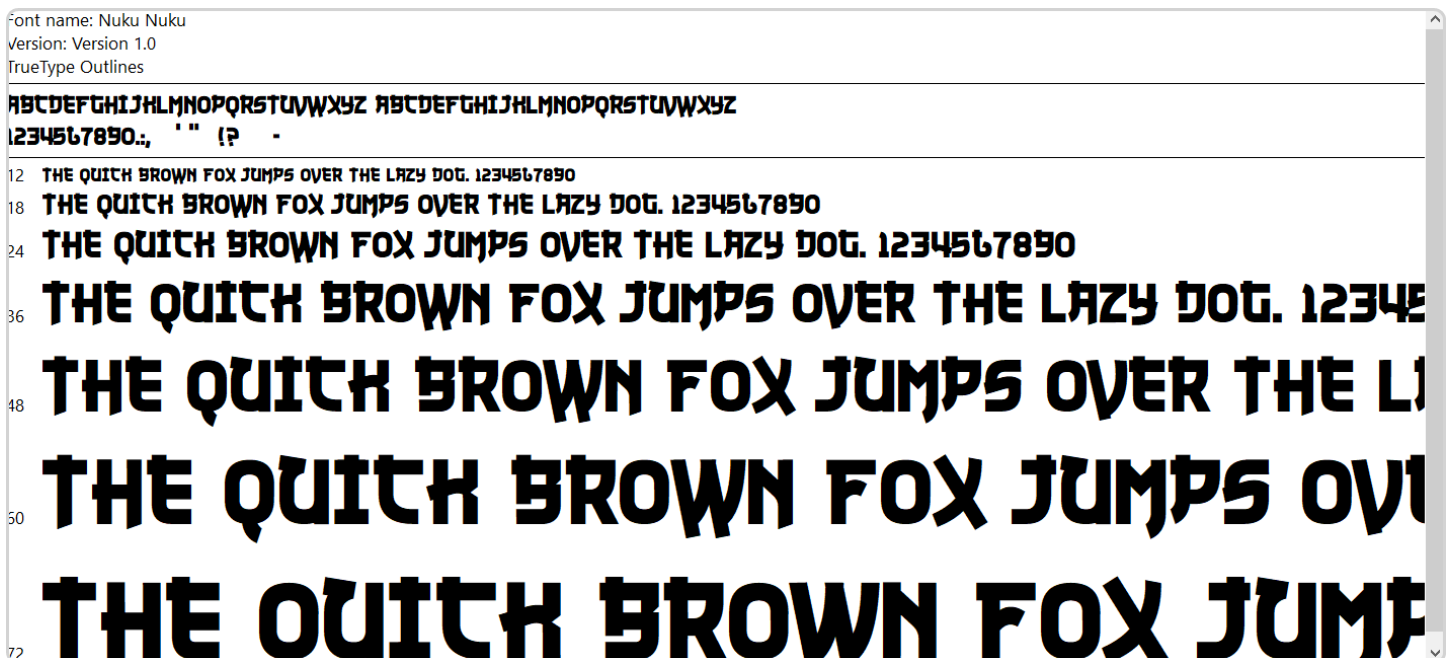 Font name: Nuku Nuku
Version: Version 1.0
TrueType Outlines
ABCDEFGHIJKLMNOPQRSTUVWXYZ ABCDEFGHIJKLMNOPQRSTUVWXYZ
1234567890.:, ' " (? -
12 THE QUICK BROWN FOX JUMPS OVER THE LAZY DOG. 1234567890
18 THE QUICK BROWN FOX JUMPS OVER THE LAZY DOG. 1234567890
24 THE QUICK BROWN FOX JUMPS OVER THE LAZY DOG. 1234567890
36 THE QUICK BROWN FOX JUMPS OVER THE LAZY DOG. 12345
48 THE QUICK BROWN FOX JUMPS OVER THE LA
60 THE QUICK BROWN FOX JUMPS OV
72 THE QUICK BROWN FOX JUMP